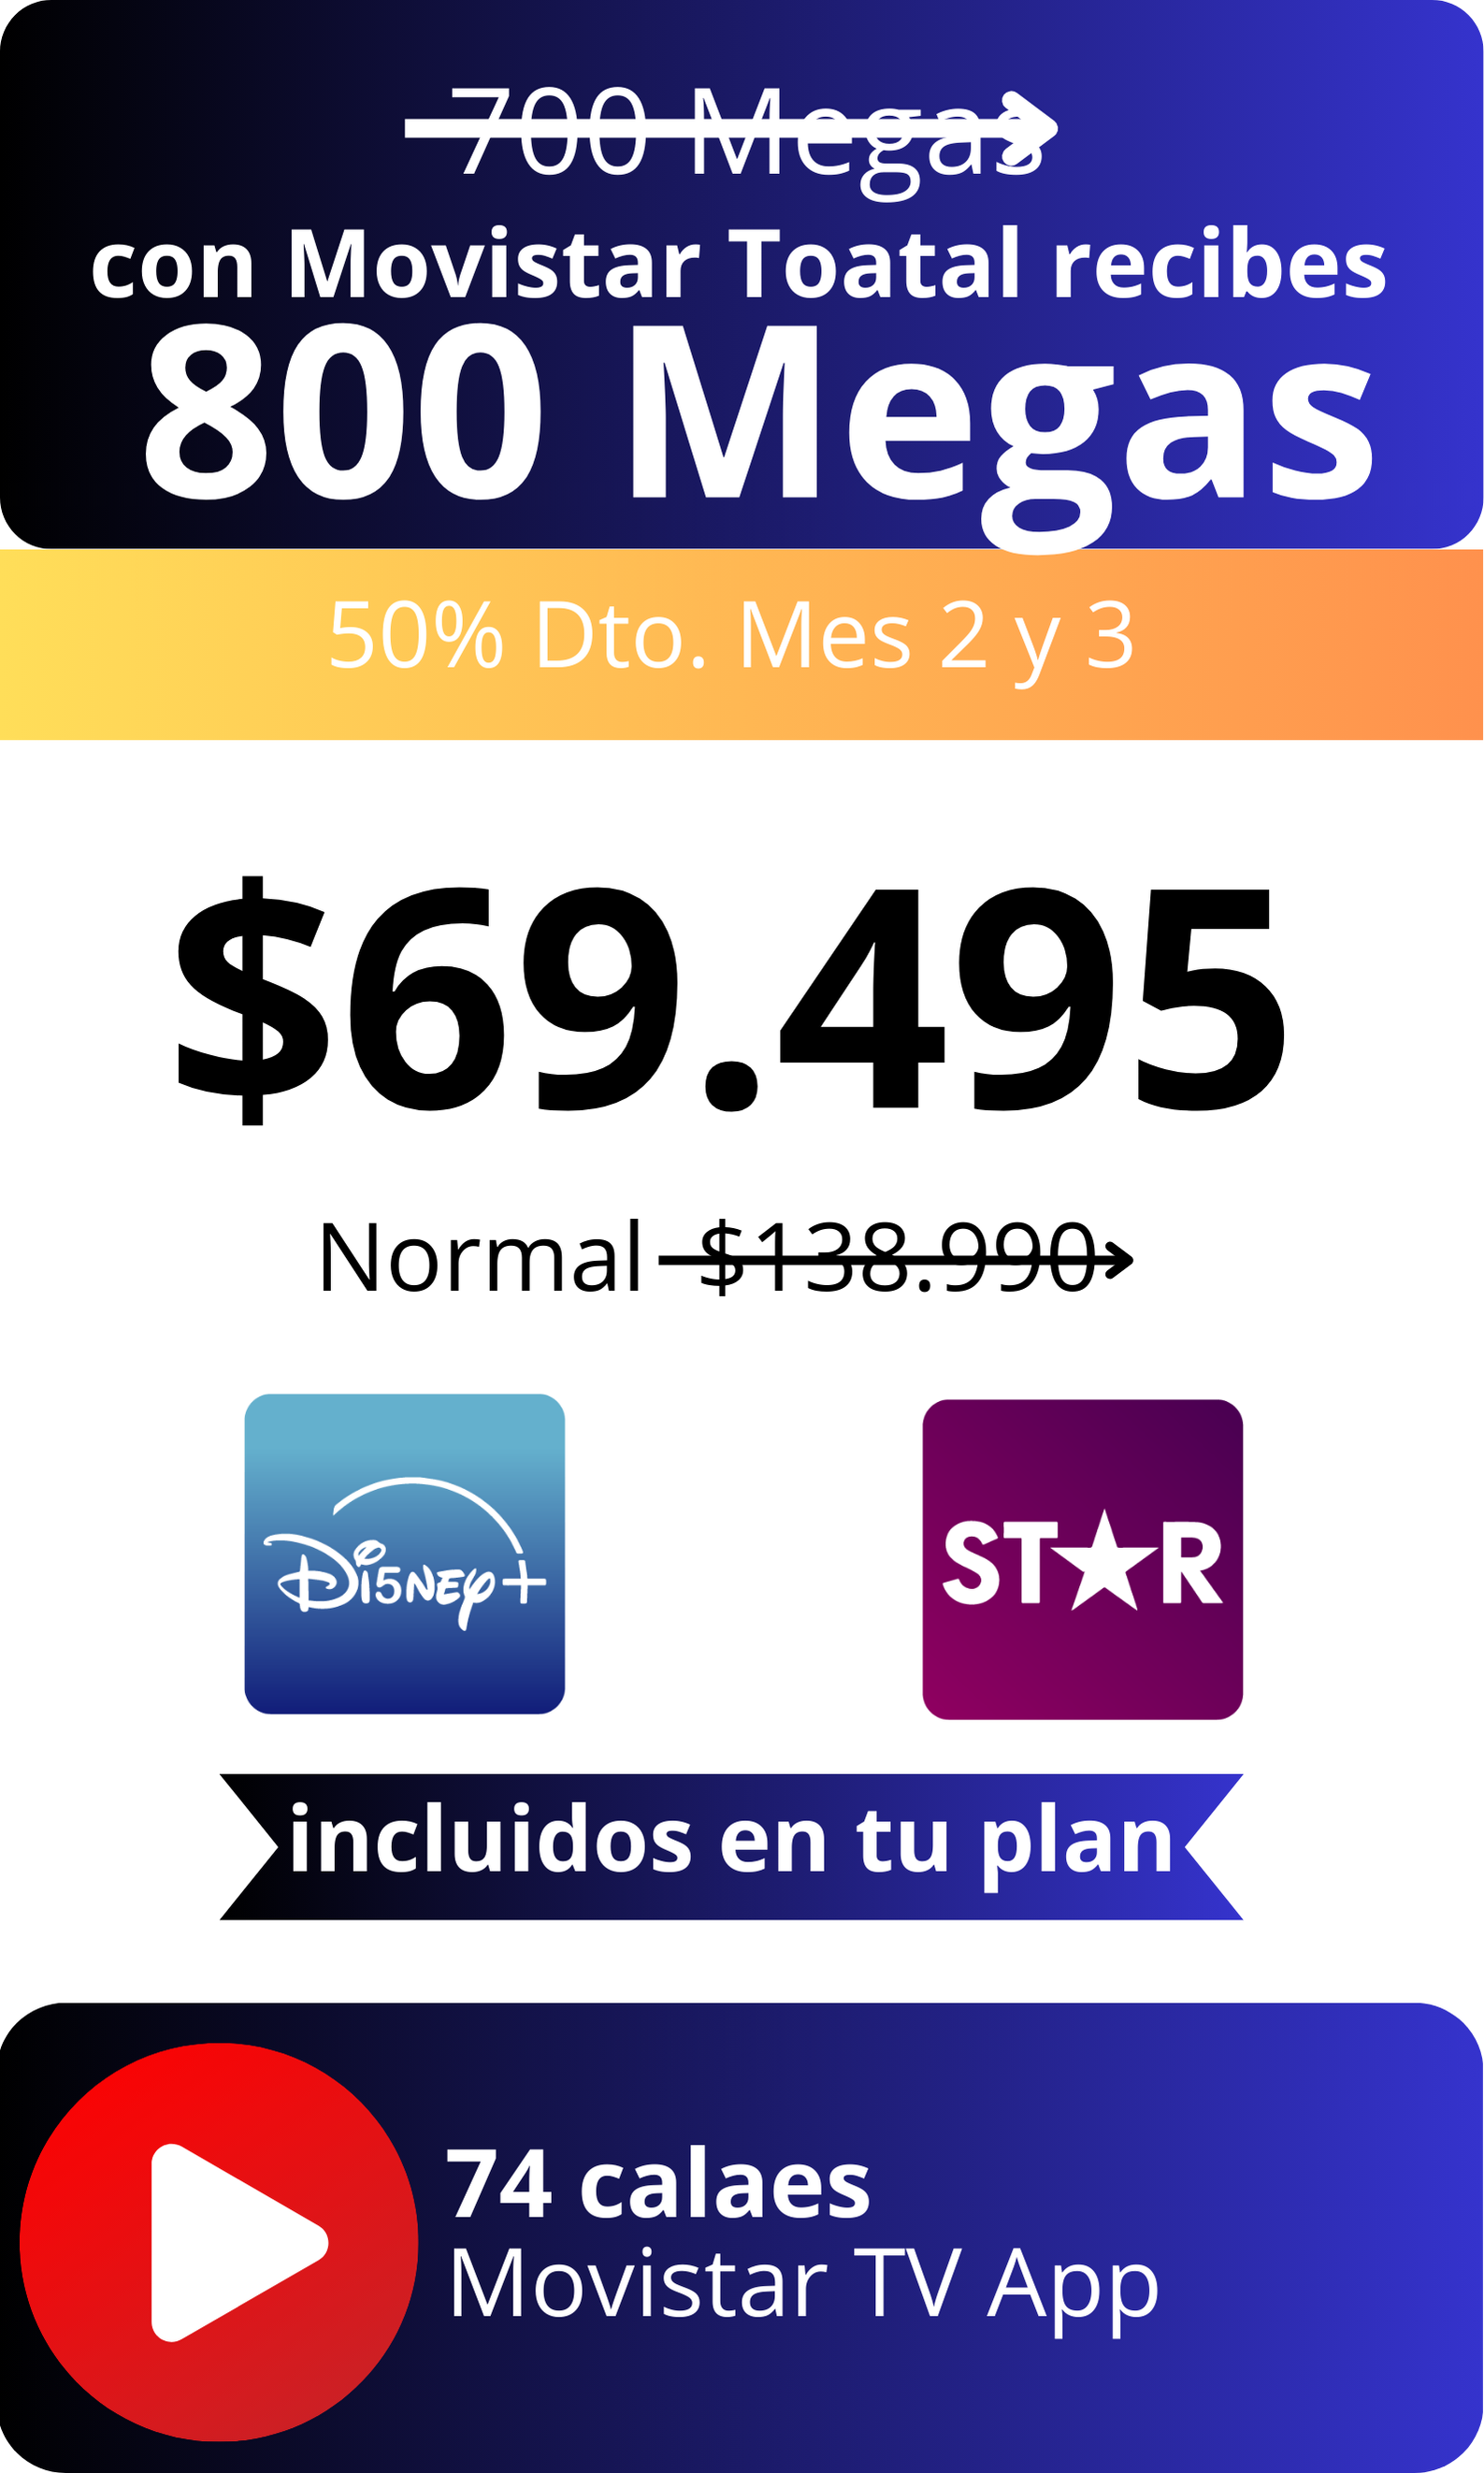 700 Megas
con Movistar Toatal recibes
800 Megas
50% Dto. Mes 2 y 3
$69.495
Normal $138.990
Disney+
STAR
incluidos en tu plan
74 calaes
Movistar TV App